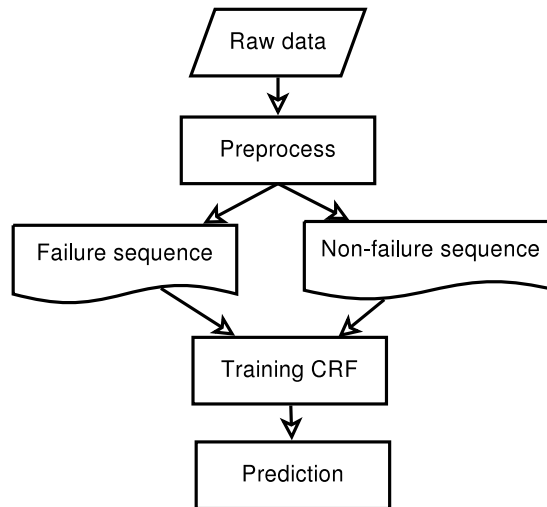 Raw data
Preprocess
Failure sequence
Non-failure sequence
Training CRF
Prediction